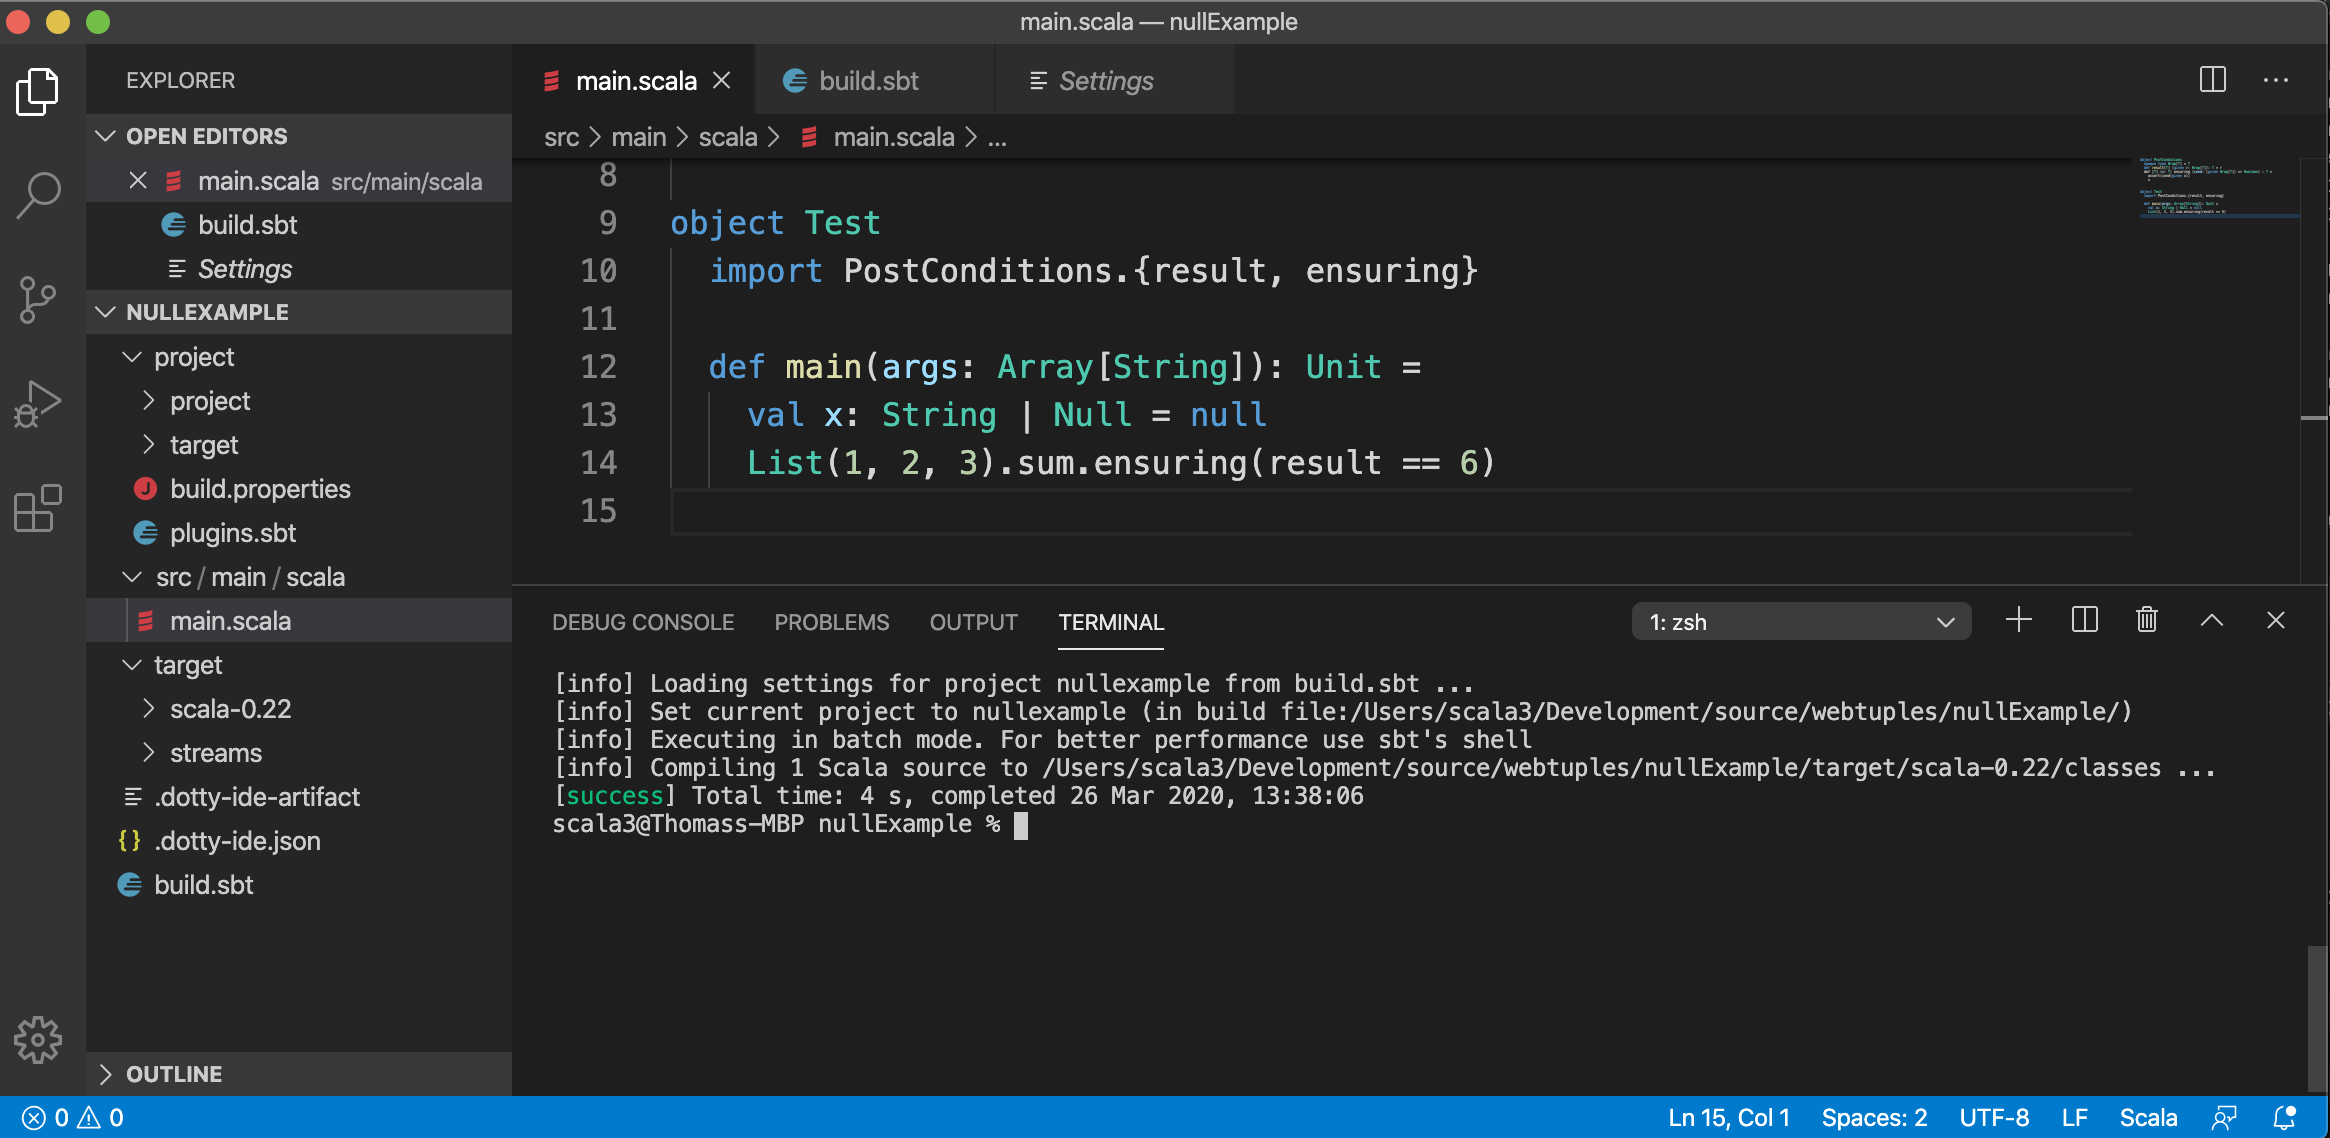 main.scala — nullExample
EXPLORER
OPEN EDITORS
main.scala src/main/scala
build.sbt
Settings
NULLEXAMPLE
project
project
target
build.properties
plugins.sbt
src / main / scala
main.scala
target
scala-0.22
streams
.dotty-ide-artifact
.dotty-ide.json
build.sbt
OUTLINE
main.scala
build.sbt
Settings
src > main > scala > main.scala > ...
8
9 object Test
10 import PostConditions.{result, ensuring}
11
12 def main(args: Array[String]): Unit =
13 val x: String | Null = null
14 List(1, 2, 3).sum.ensuring(result == 6)
15
DEBUG CONSOLE PROBLEMS OUTPUT TERMINAL
1: zsh
[info] Loading settings for project nullexample from build.sbt ...
[info] Set current project to nullexample (in build file:/Users/scala3/Development/source/webtuples/nullExample/)
[info] Executing in batch mode. For better performance use sbt's shell
[info] Compiling 1 Scala source to /Users/scala3/Development/source/webtuples/nullExample/target/scala-0.22/classes ...
[success] Total time: 4 s, completed 26 Mar 2020, 13:38:06
scala3@Thomass-MBP nullExample %
0 0
Ln 15, Col 1 Spaces: 2 UTF-8 LF Scala